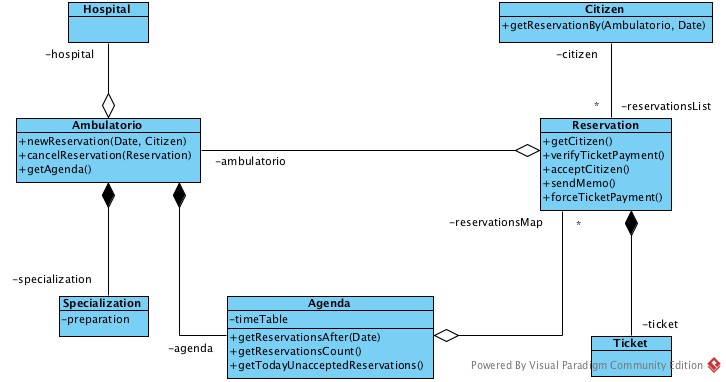 Hospital
Citizen
+getReservationBy(Ambulatorio, Date)
-hospital
-citizen
* -reservationsList
Ambulatorio
+newReservation(Date, Citizen)
+cancelReservation(Reservation)
+getAgenda()
-ambulatorio
Reservation
+getCitizen()
+verifyTicketPayment()
+acceptCitizen()
+sendMemo()
+forceTicketPayment()
-reservationsMap *
-specialization
Specialization
-preparation
-agenda
Agenda
-timeTable
+getReservationsAfter(Date)
+getReservationsCount()
+getTodayUnacceptedReservations()
-ticket
Ticket
Powered By Visual Paradigm Community Edition